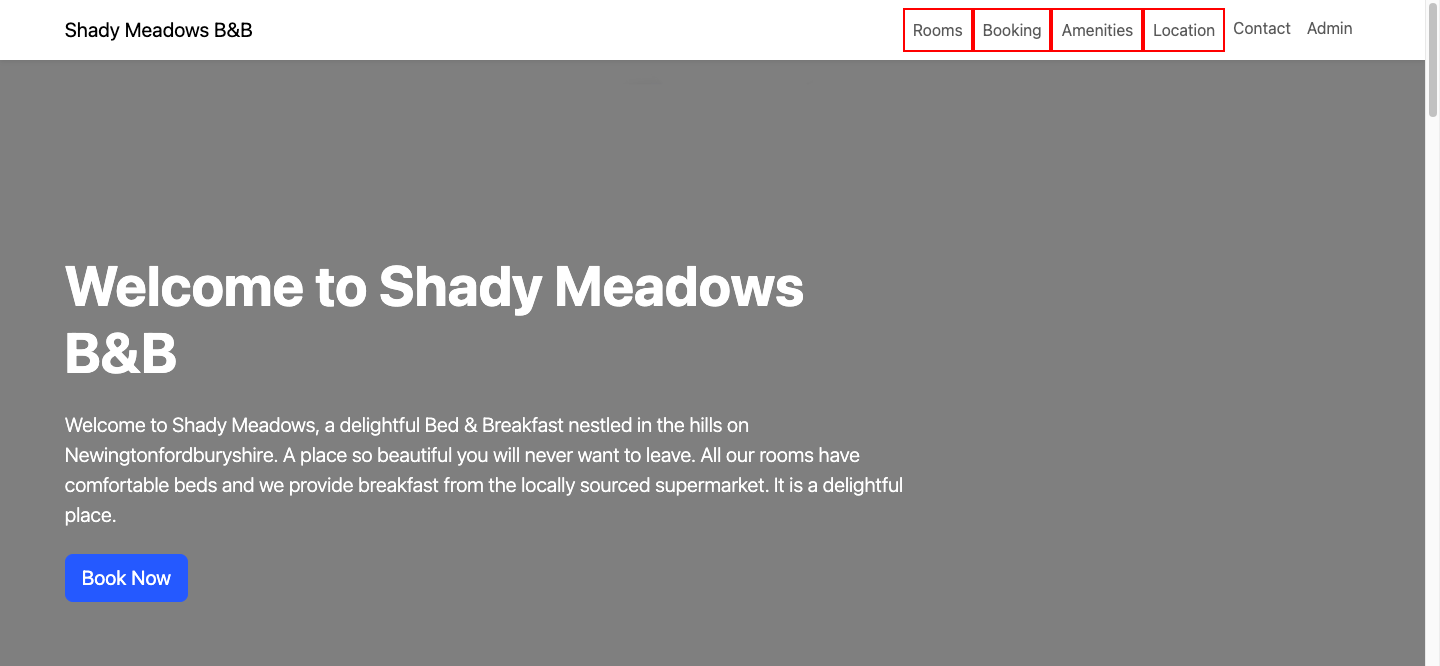 Shady Meadows B&B
Rooms Booking Amenities Location Contact Admin
Welcome to Shady Meadows
B&B
Welcome to Shady Meadows, a delightful Bed & Breakfast nestled in the hills on
Newingtonfordburyshire. A place so beautiful you will never want to leave. All our rooms have
comfortable beds and we provide breakfast from the locally sourced supermarket. It is a delightful
place.
Book Now